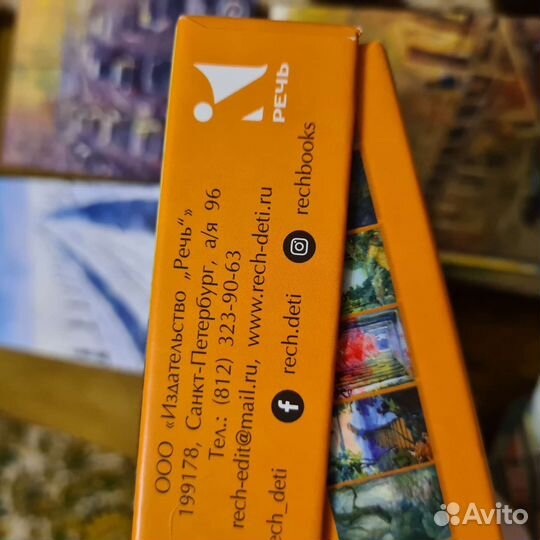 РЕЧЬ
ООО «Издательство „Речь“»
199178, Санкт-Петербург, а/я 96
Тел.: (812) 323-90-63
rech-edit@mail.ru, www.rech-deti.ru
rech.deti rechbooks
ech_deti
Avito